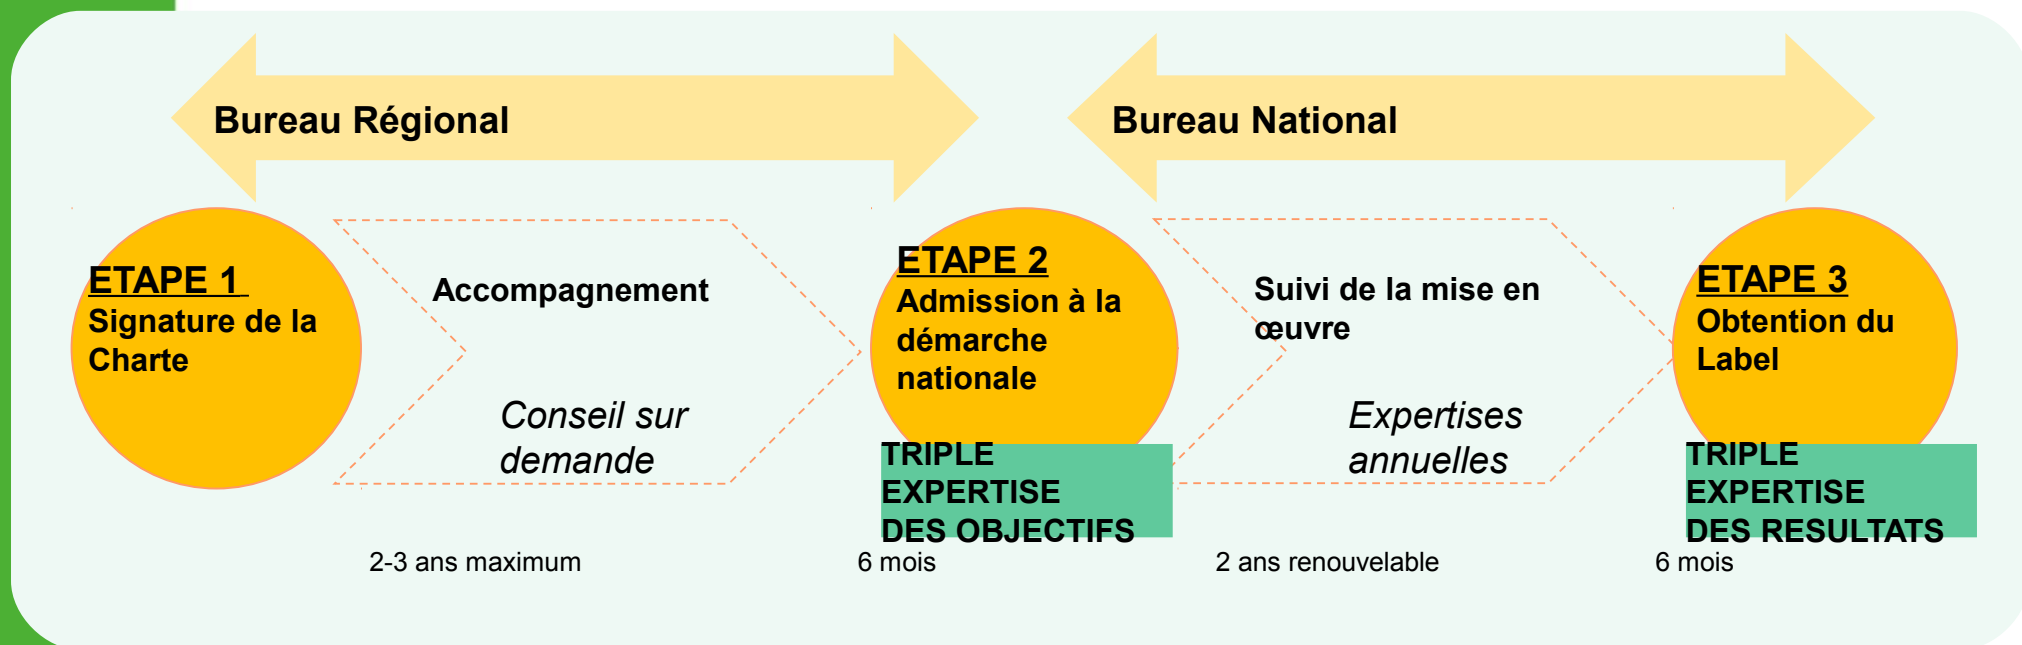 Bureau Régional
Bureau National
ETAPE 1
Signature de la
Charte
Accompagnement
Conseil sur
demande
ETAPE 2
Admission à la
démarche
nationale
TRIPLE
EXPERTISE
DES OBJECTIFS
Suivi de la mise en
œuvre
Expertises
annuelles
ETAPE 3
Obtention du
Label
TRIPLE
EXPERTISE
DES RESULTATS
2-3 ans maximum
6 mois
2 ans renouvelable
6 mois